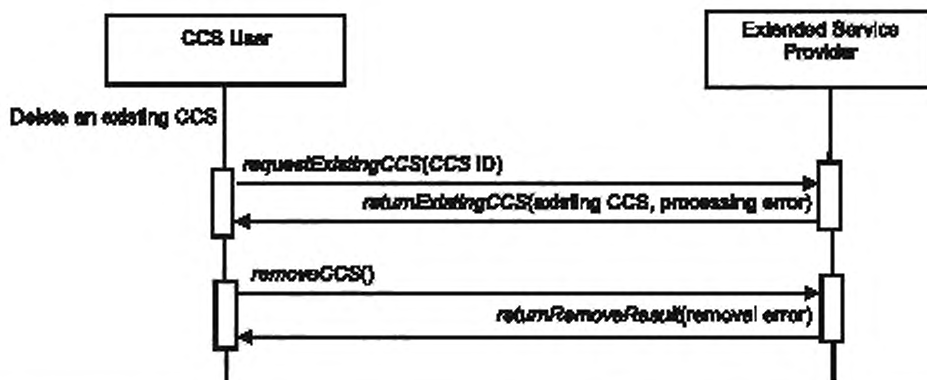 CCS User
Extended Service
Provider
Delete an existing CCS
requestExistingCCS(CCS ID)
returnExistingCCS(existing CCS, processing error)
removeCCS()
returnRemoveResult(removal error)